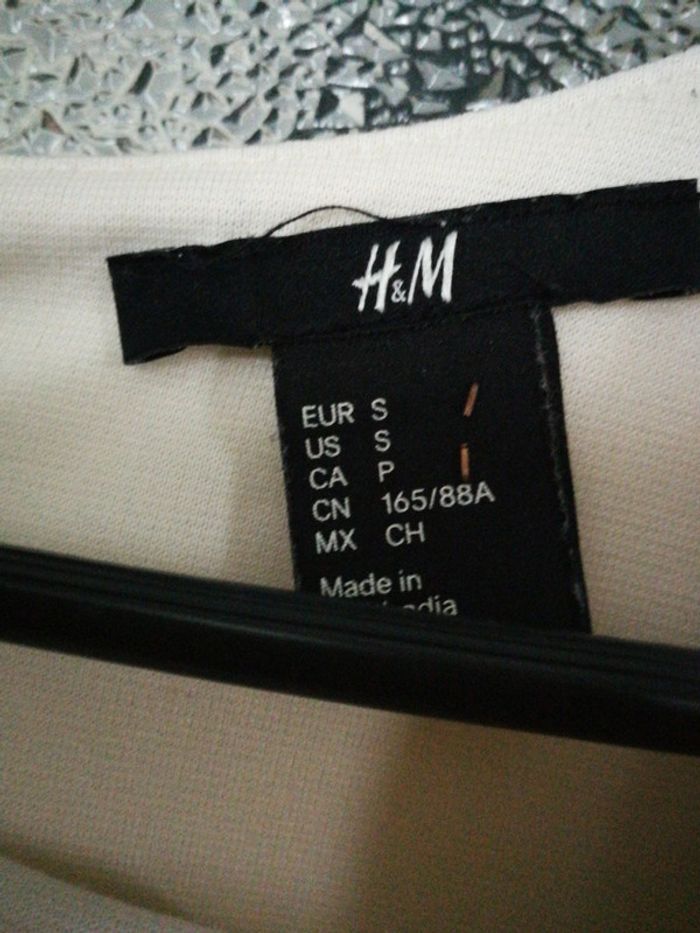 H&M
EUR S
US S
CA P
CN 165/88A
MX CH
Made in